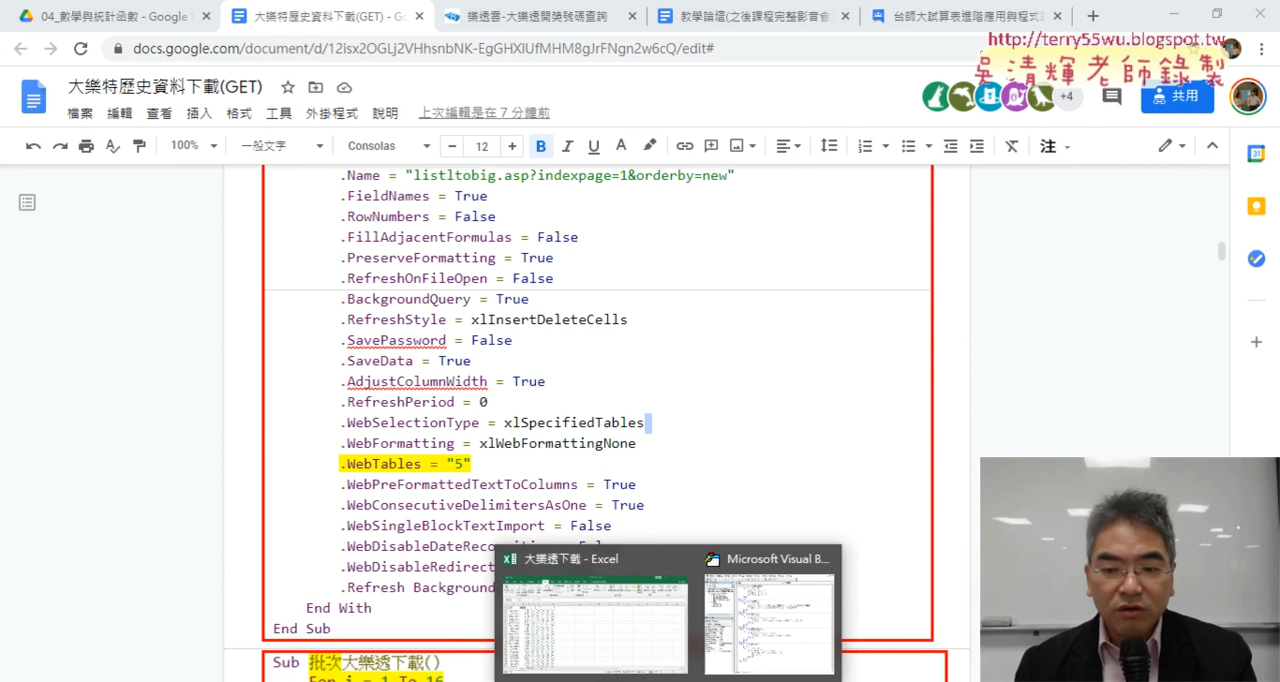 04_數學與統計函數 - Google
大樂特歷史資料下載(GET) - Go
樂透雲-大樂透開獎號碼查詢
教學論壇(之後課程完整影音會
台師大試算表進階應用與程式
docs.google.com/document/d/12isx2OGLj2VHhsnbNK-EgGHXIUfMHM8gJrFNgn2w6cQ/edit#
http://terry55wu.blogspot.tw
吳清輝老師錄製
大樂特歷史資料下載(GET)
檔案 編輯 查看 插入 格式 工具 外掛程式 說明 上次編輯是在 7 分鐘前
+4
共用
100% 一般文字 Consolas 12 B I U A 注
.Name = "listltobig.asp?indexpage=1&orderby=new"
.FieldNames = True
.RowNumbers = False
.FillAdjacentFormulas = False
.PreserveFormatting = True
.RefreshOnFileOpen = False
.BackgroundQuery = True
.RefreshStyle = xlInsertDeleteCells
.SavePassword = False
.SaveData = True
.AdjustColumnWidth = True
.RefreshPeriod = 0
.WebSelectionType = xlSpecifiedTables
.WebFormatting = xlWebFormattingNone
.WebTables = "5"
.WebPreFormattedTextToColumns = True
.WebConsecutiveDelimitersAsOne = True
.WebSingleBlockTextImport = False
.WebDisableDateReco
.WebDisableRedirect
.Refresh Background
End With
End Sub
大樂透下載 - Excel
Microsoft Visual B...
Sub 批次大樂透下載()
For i = 1 To 16